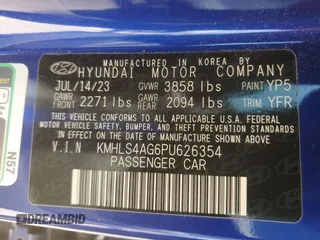 MANUFACTURED IN KOREA BY
HYUNDAI MOTOR COMPANY
JUL/14/23 GVWR 3858 lbs PAINT YP5
GAWR FRONT 2271 lbs GAWR REAR 2094 lbs TRIM YFR
V.I.N KMHLS4AG6PU626354
PASSENGER CAR
THIS VEHICLE CONFORMS TO ALL APPLICABLE
FEDERAL MOTOR VEHICLE SAFETY, BUMPER,
AND THEFT PREVENTION STANDARDS IN
EFFECT ON THE DATE OF MANUFACTURE
SHOWN ABOVE.
N57
DREAMBID